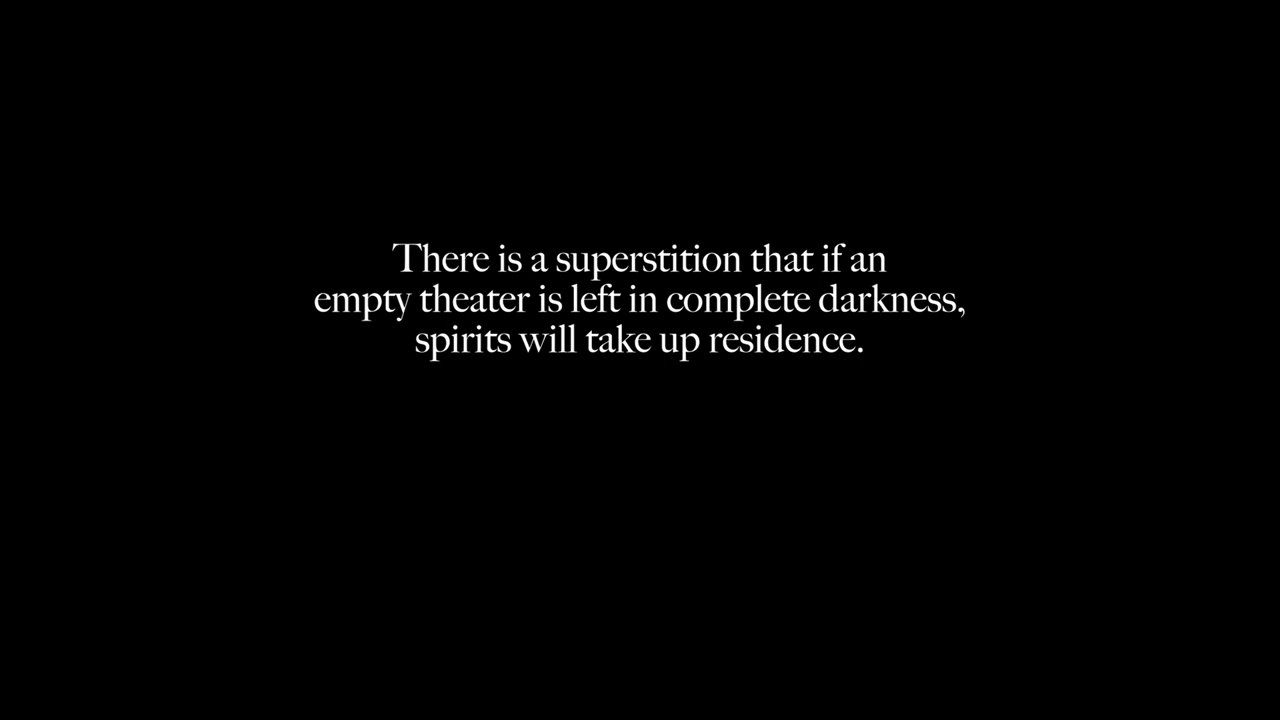 There is a superstition that if an
empty theater is left in complete darkness,
spirits will take up residence.